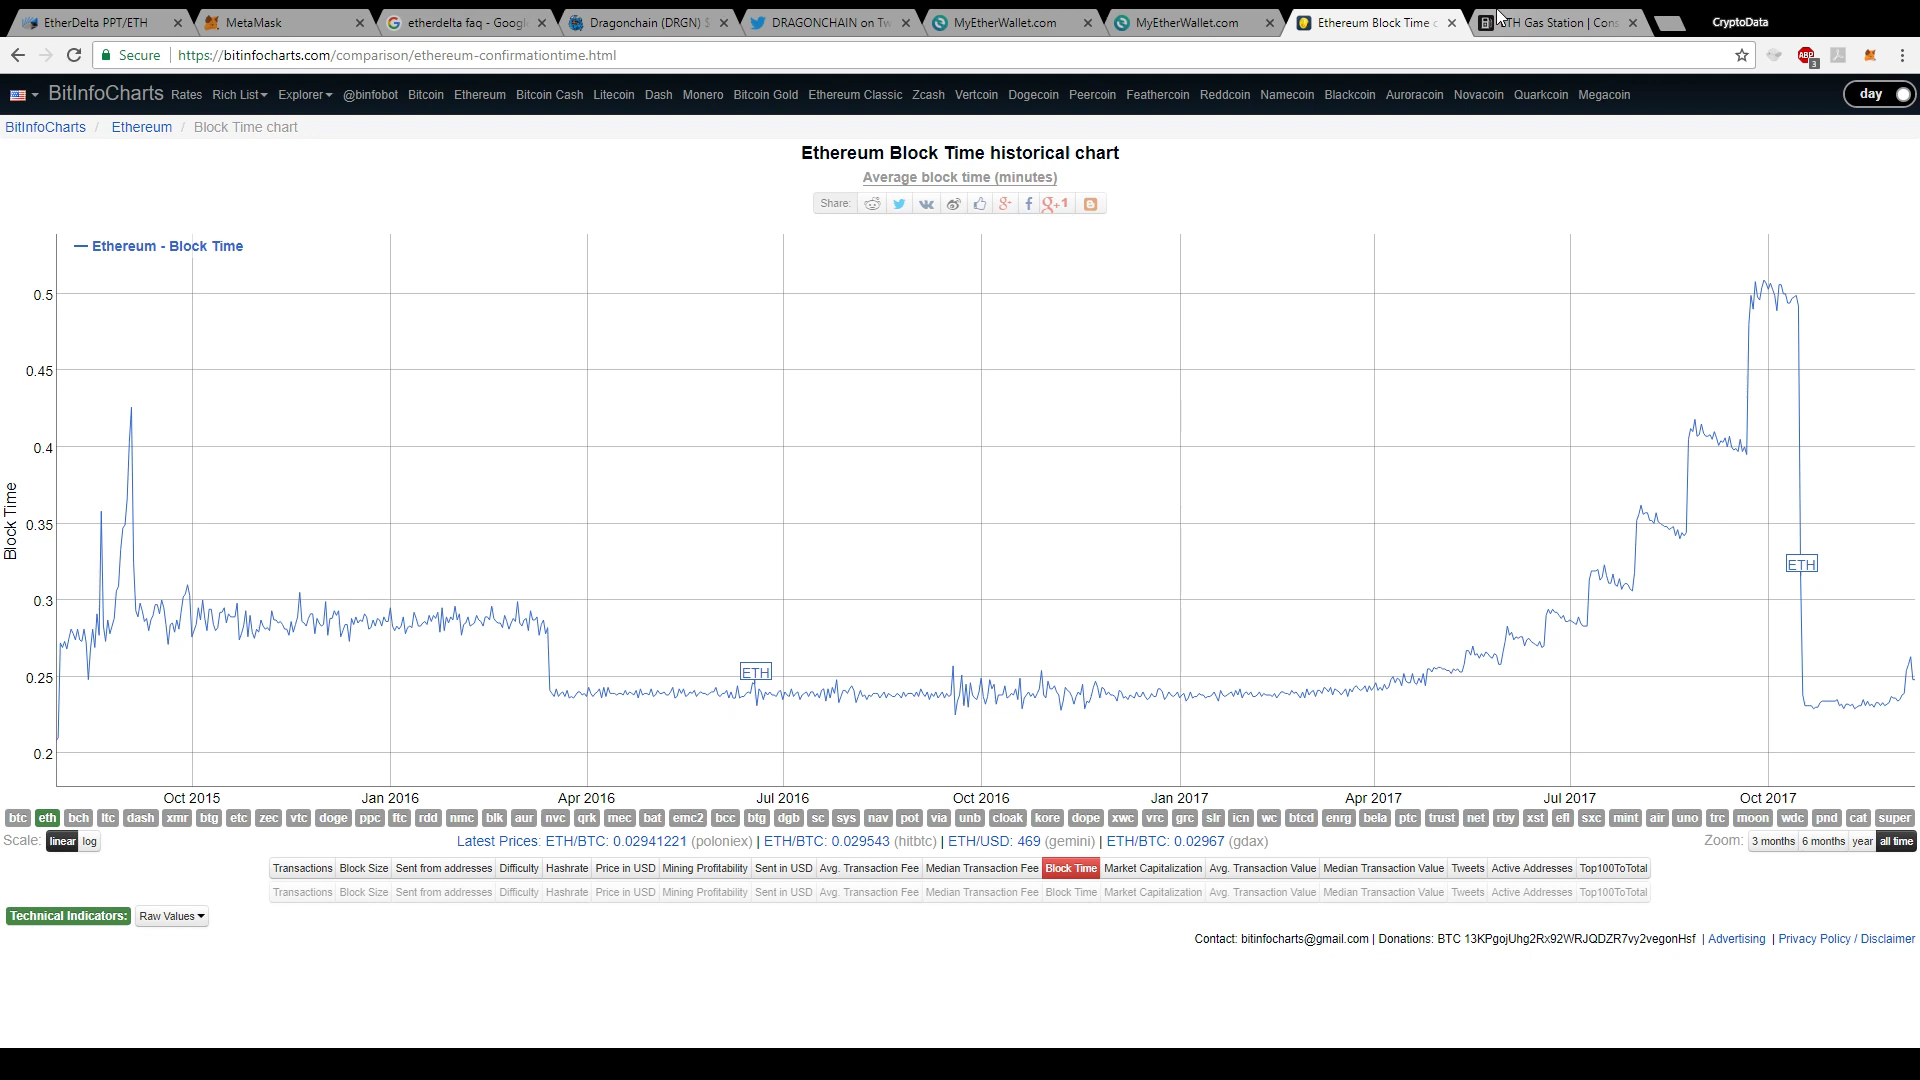 EtherDelta PPT/ETH
MetaMask
etherdelta faq - Googl
Dragonchain (DRGN) $
DRAGONCHAIN on Tw
MyEtherWallet.com
MyEtherWallet.com
Ethereum Block Time c
ETH Gas Station | Cons
CryptoData
Secure
https://bitinfocharts.com/comparison/ethereum-confirmationtime.html
ABP
3
BitInfoCharts Rates Rich List Explorer @binfobot Bitcoin Ethereum Bitcoin Cash Litecoin Dash Monero Bitcoin Gold Ethereum Classic Zcash Vertcoin Dogecoin Peercoin Feathercoin Reddcoin Namecoin Blackcoin Auroracoin Novacoin Quarkcoin Megacoin
day
BitInfoCharts / Ethereum / Block Time chart
Ethereum Block Time historical chart
Average block time (minutes)
Share:
g+1
Ethereum - Block Time
0.5
0.45
0.4
0.35
0.3
0.25
0.2
Block Time
ETH
ETH
Oct 2015 Jan 2016 Apr 2016 Jul 2016 Oct 2016 Jan 2017 Apr 2017 Jul 2017 Oct 2017
btc eth bch ltc dash xmr btg etc zec vtc doge ppc ftc rdd nmc blk aur nvc qrk mec bat emc2 bcc btg dgb sc sys nav pot via unb cloak kore dope xwc vrc grc slr icn wc btcd enrg bela ptc trust net rby xst efl sxc mint air uno trc moon wdc pnd cat super
Scale: linear log
Latest Prices: ETH/BTC: 0.02941221 (poloniex) | ETH/BTC: 0.029543 (hitbtc) | ETH/USD: 469 (gemini) | ETH/BTC: 0.02967 (gdax)
Zoom: 3 months 6 months year all time
Transactions Block Size Sent from addresses Difficulty Hashrate Price in USD Mining Profitability Sent in USD Avg. Transaction Fee Median Transaction Fee Block Time Market Capitalization Avg. Transaction Value Median Transaction Value Tweets Active Addresses Top100ToTotal
Transactions Block Size Sent from addresses Difficulty Hashrate Price in USD Mining Profitability Sent in USD Avg. Transaction Fee Median Transaction Fee Block Time Market Capitalization Avg. Transaction Value Median Transaction Value Tweets Active Addresses Top100ToTotal
Technical Indicators: Raw Values
Contact: bitinfocharts@gmail.com | Donations: BTC 13KPgojUhg2Rx92WRJQDZR7vy2vegonHsf | Advertising | Privacy Policy / Disclaimer